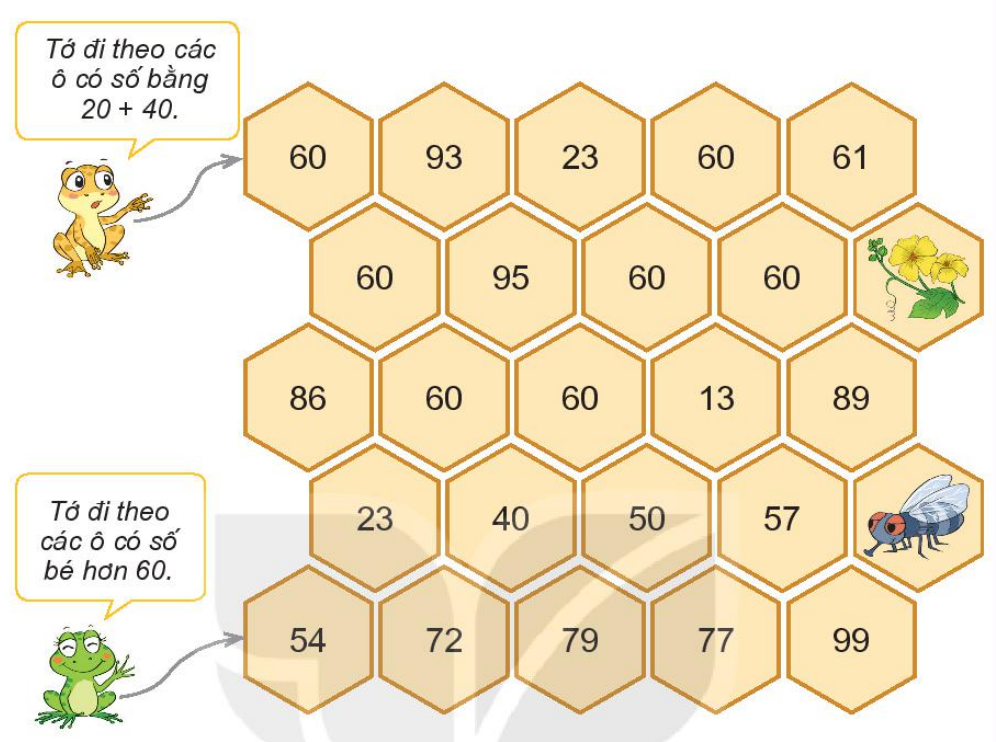 Tớ đi theo các
ô có số bằng
20 + 40.
60 93 23 60 61
60 95 60 60
86 60 60 13 89
Tớ đi theo
các ô có số
bé hơn 60.
23 40 50 57
54 72 79 77 99